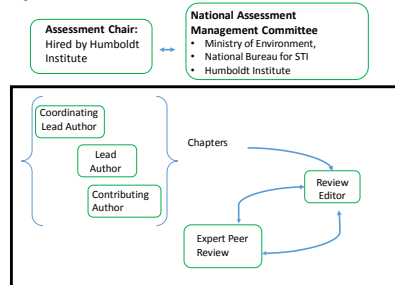 Assessment Chair:
Hired by Humboldt
Institute
National Assessment
Management Committee
• Ministry of Environment,
• National Bureau for STI
• Humboldt Institute
Coordinating
Lead Author
Lead
Author
Contributing
Author
Chapters
Review
Editor
Expert Peer
Review